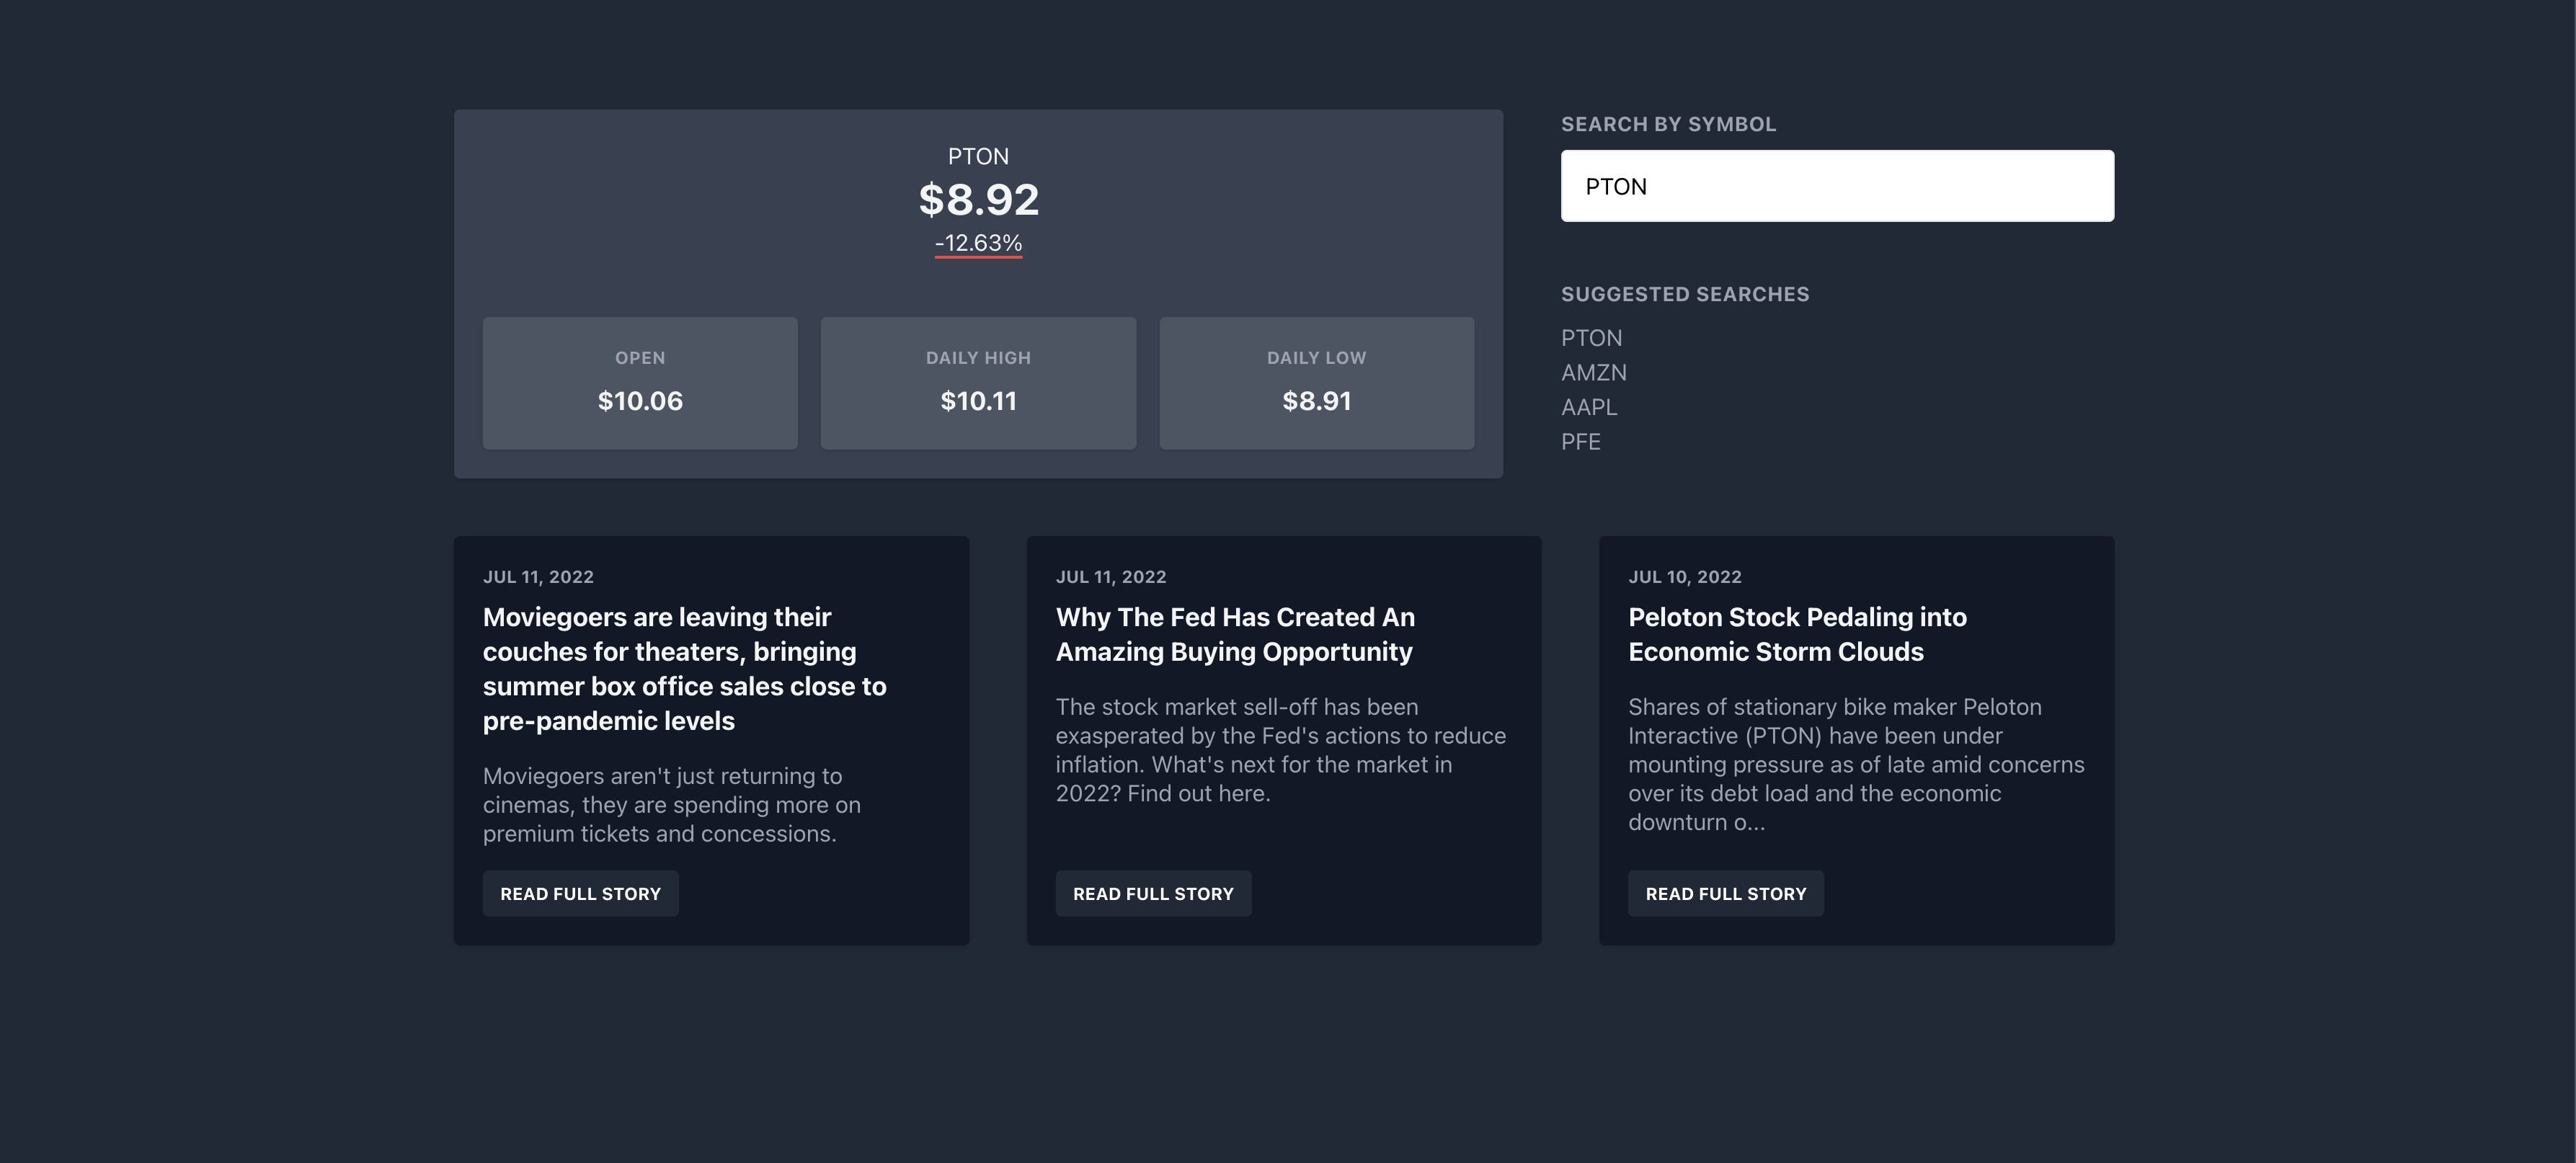 PTON
$8.92
-12.63%
OPEN
$10.06
DAILY HIGH
$10.11
DAILY LOW
$8.91
SEARCH BY SYMBOL
PTON
SUGGESTED SEARCHES
PTON
AMZN
AAPL
PFE
JUL 11, 2022
Moviegoers are leaving their
couches for theaters, bringing
summer box office sales close to
pre-pandemic levels
Moviegoers aren't just returning to
cinemas, they are spending more on
premium tickets and concessions.
READ FULL STORY
JUL 11, 2022
Why The Fed Has Created An
Amazing Buying Opportunity
The stock market sell-off has been
exasperated by the Fed's actions to reduce
inflation. What's next for the market in
2022? Find out here.
READ FULL STORY
JUL 10, 2022
Peloton Stock Pedaling into
Economic Storm Clouds
Shares of stationary bike maker Peloton
Interactive (PTON) have been under
mounting pressure as of late amid concerns
over its debt load and the economic
downturn o...
READ FULL STORY